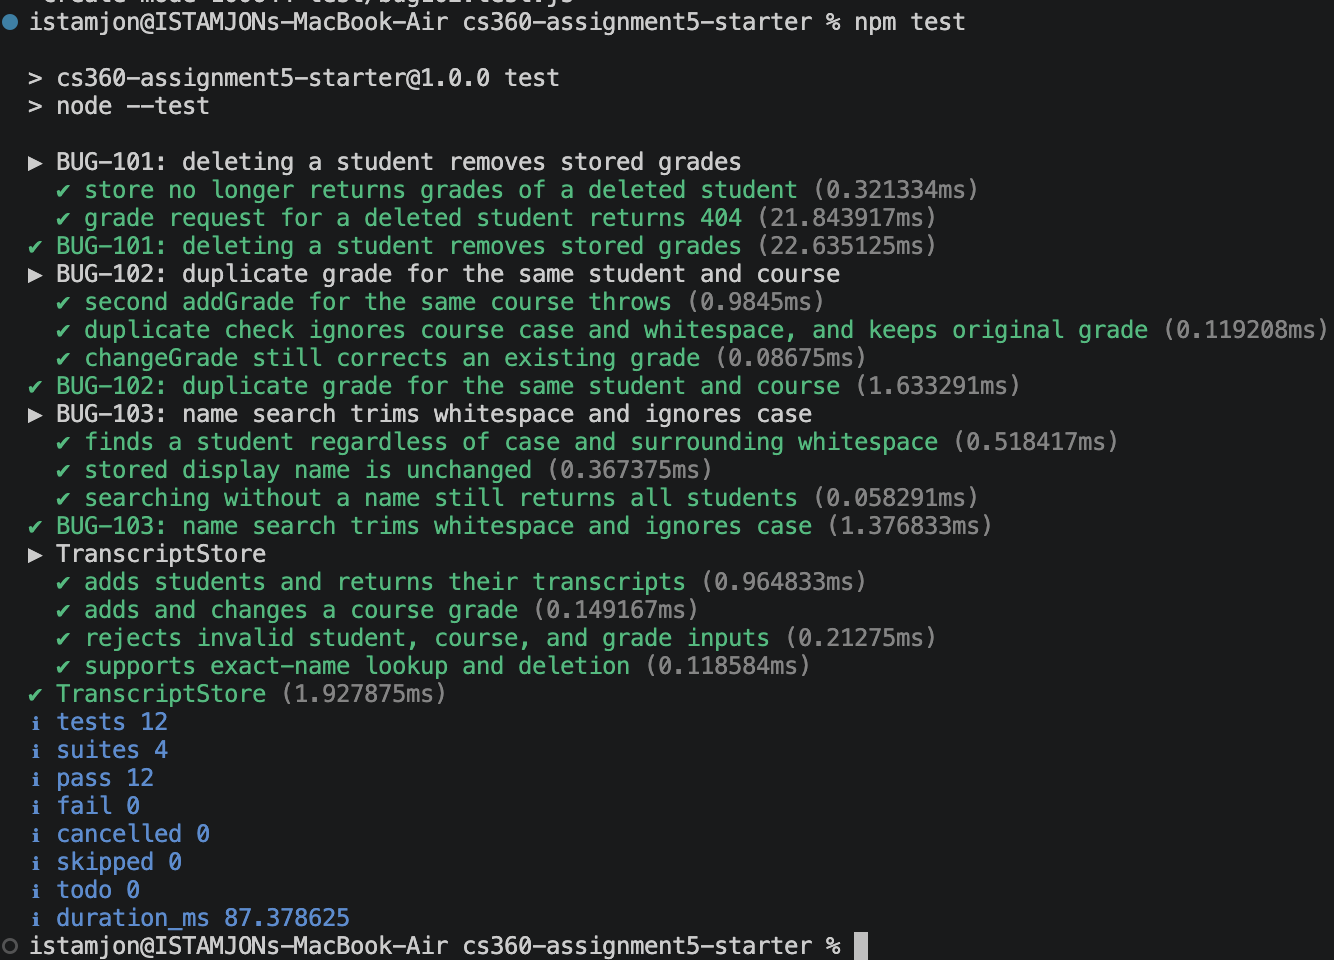 istamjon@ISTAMJONs-MacBook-Air cs360-assignment5-starter % npm test
> cs360-assignment5-starter@1.0.0 test
> node --test
▶ BUG-101: deleting a student removes stored grades
✔ store no longer returns grades of a deleted student (0.321334ms)
✔ grade request for a deleted student returns 404 (21.843917ms)
✔ BUG-101: deleting a student removes stored grades (22.635125ms)
▶ BUG-102: duplicate grade for the same student and course
✔ second addGrade for the same course throws (0.9845ms)
✔ duplicate check ignores course case and whitespace, and keeps original grade (0.119208ms)
✔ changeGrade still corrects an existing grade (0.08675ms)
✔ BUG-102: duplicate grade for the same student and course (1.633291ms)
▶ BUG-103: name search trims whitespace and ignores case
✔ finds a student regardless of case and surrounding whitespace (0.518417ms)
✔ stored display name is unchanged (0.367375ms)
✔ searching without a name still returns all students (0.058291ms)
✔ BUG-103: name search trims whitespace and ignores case (1.376833ms)
▶ TranscriptStore
✔ adds students and returns their transcripts (0.964833ms)
✔ adds and changes a course grade (0.149167ms)
✔ rejects invalid student, course, and grade inputs (0.21275ms)
✔ supports exact-name lookup and deletion (0.118584ms)
✔ TranscriptStore (1.927875ms)
ℹ tests 12
ℹ suites 4
ℹ pass 12
ℹ fail 0
ℹ cancelled 0
ℹ skipped 0
ℹ todo 0
ℹ duration_ms 87.378625
istamjon@ISTAMJONs-MacBook-Air cs360-assignment5-starter %